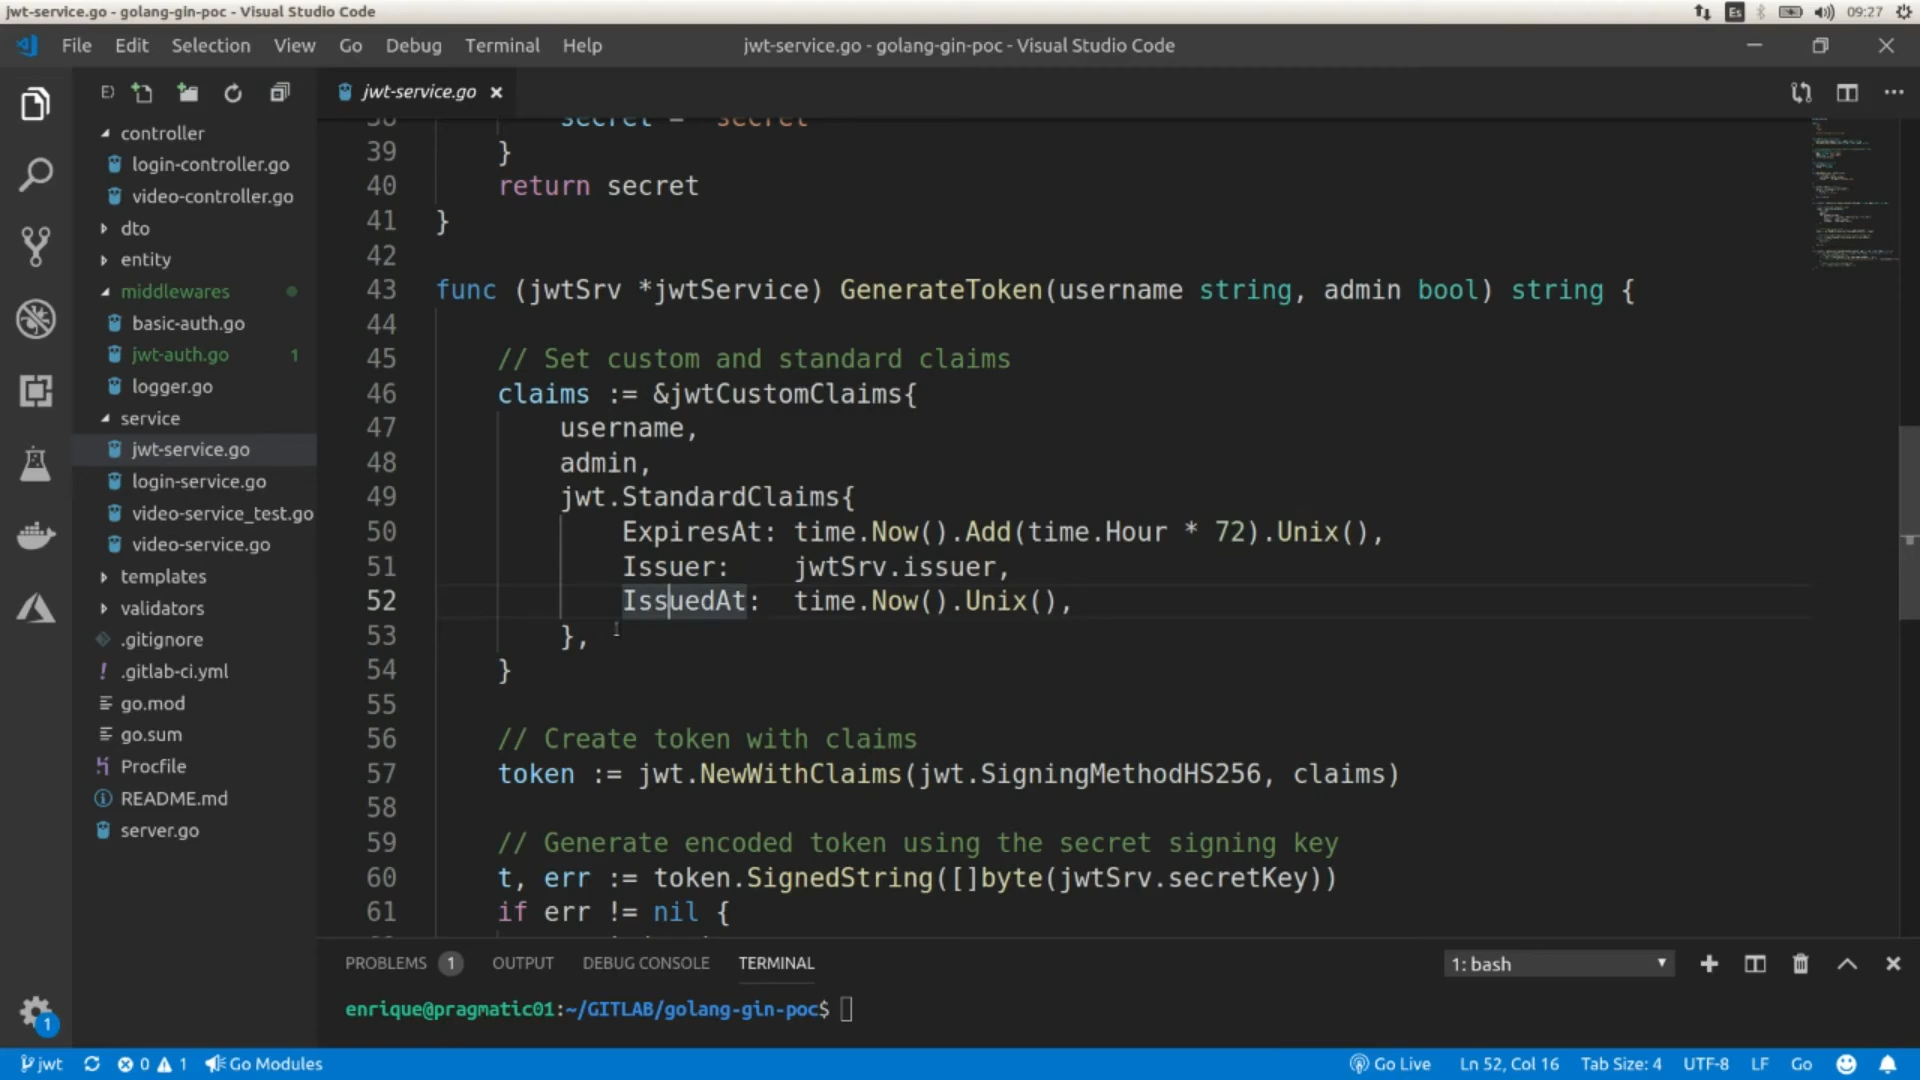 jwt-service.go - golang-gin-poc - Visual Studio Code
Es
09:27
File Edit Selection View Go Debug Terminal Help
jwt-service.go - golang-gin-poc - Visual Studio Code
jwt-service.go
controller
login-controller.go
video-controller.go
dto
entity
middlewares
basic-auth.go
jwt-auth.go 1
logger.go
service
jwt-service.go
login-service.go
video-service_test.go
video-service.go
templates
validators
.gitignore
.gitlab-ci.yml
go.mod
go.sum
Procfile
README.md
server.go
38 secret = "secret"
39 }
40 return secret
41 }
42
43 func (jwtSrv *jwtService) GenerateToken(username string, admin bool) string {
44
45 // Set custom and standard claims
46 claims := &jwtCustomClaims{
47 username,
48 admin,
49 jwt.StandardClaims{
50 ExpiresAt: time.Now().Add(time.Hour * 72).Unix(),
51 Issuer: jwtSrv.issuer,
52 IssuedAt: time.Now().Unix(),
53 },
54 }
55
56 // Create token with claims
57 token := jwt.NewWithClaims(jwt.SigningMethodHS256, claims)
58
59 // Generate encoded token using the secret signing key
60 t, err := token.SignedString([]byte(jwtSrv.secretKey))
61 if err != nil {
PROBLEMS 1 OUTPUT DEBUG CONSOLE TERMINAL
1: bash
enrique@pragmatic01:~/GITLAB/golang-gin-poc$
1
jwt 0 1 Go Modules
Go Live Ln 52, Col 16 Tab Size: 4 UTF-8 LF Go